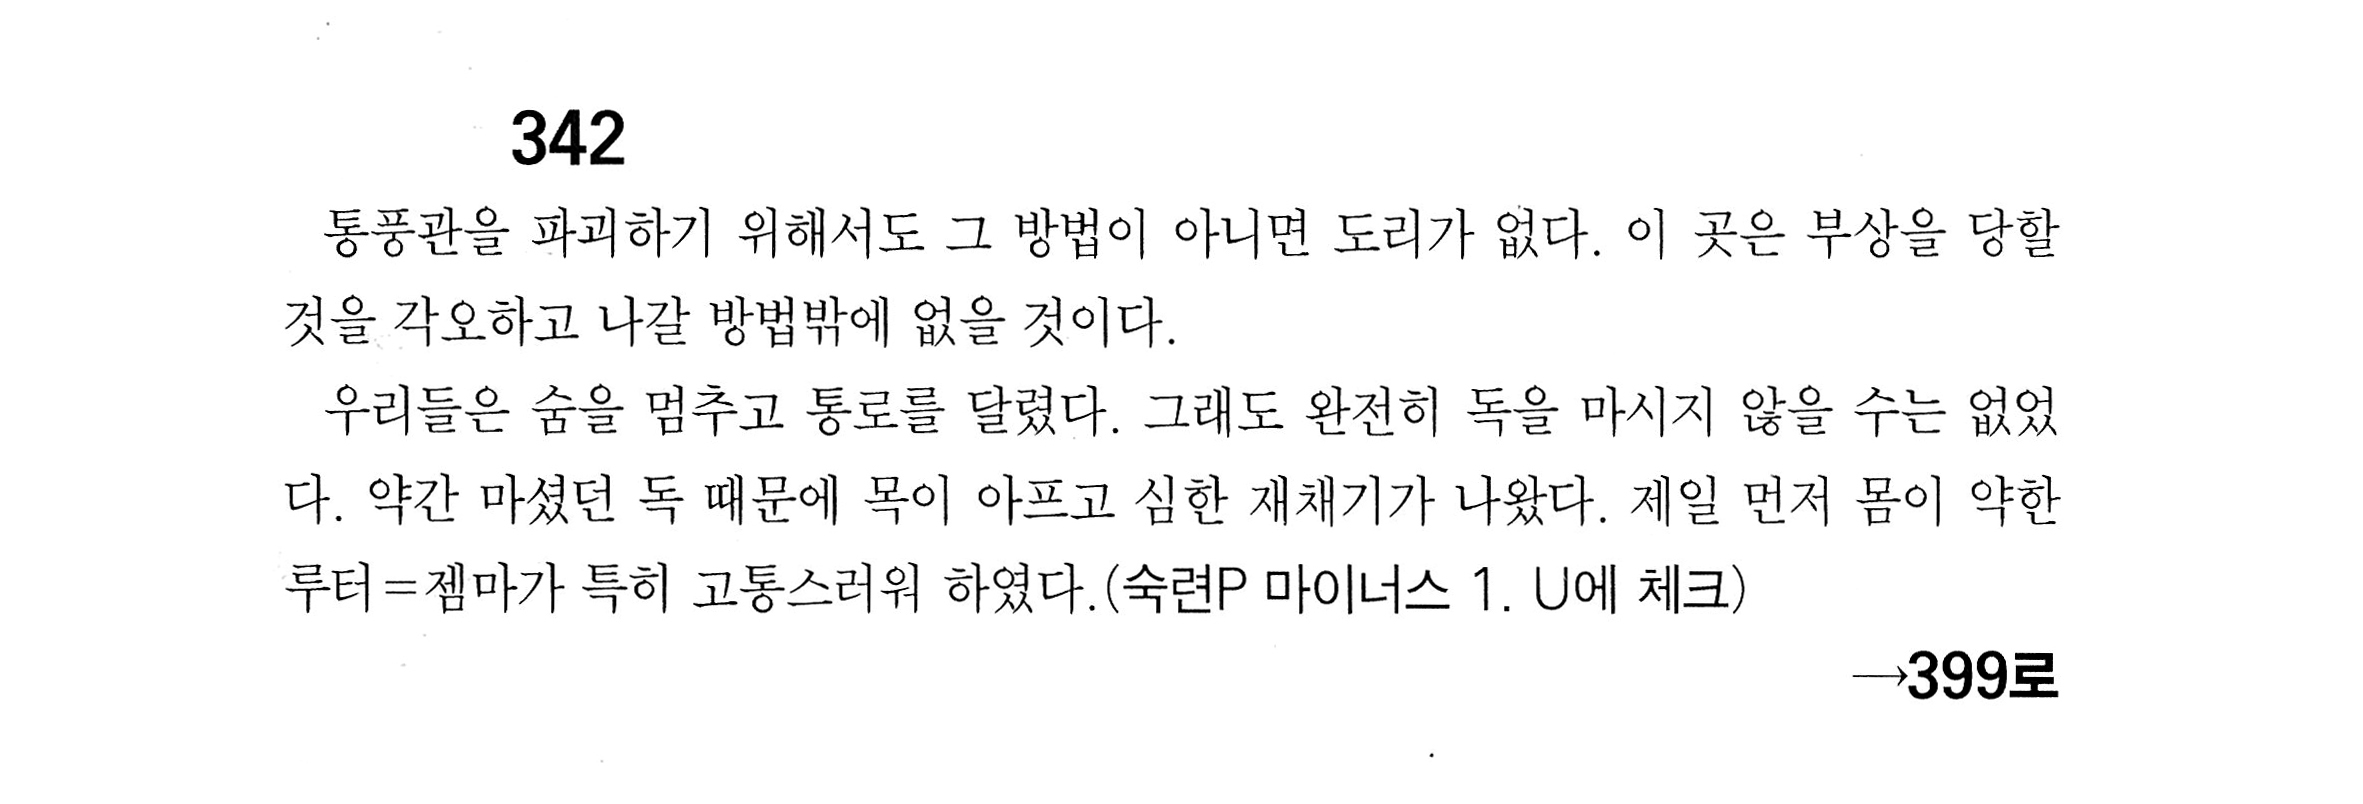 342
통풍관을 파괴하기 위해서도 그 방법이 아니면 도리가 없다. 이 곳은 부상을 당할
것을 각오하고 나갈 방법밖에 없을 것이다.
우리들은 숨을 멈추고 통로를 달렸다. 그래도 완전히 독을 마시지 않을 수는 없었
다. 약간 마셨던 독 때문에 목이 아프고 심한 재채기가 나왔다. 제일 먼저 몸이 약한
루터=젬마가 특히 고통스러워 하였다.(숙련P 마이너스 1. U에 체크)
→399로